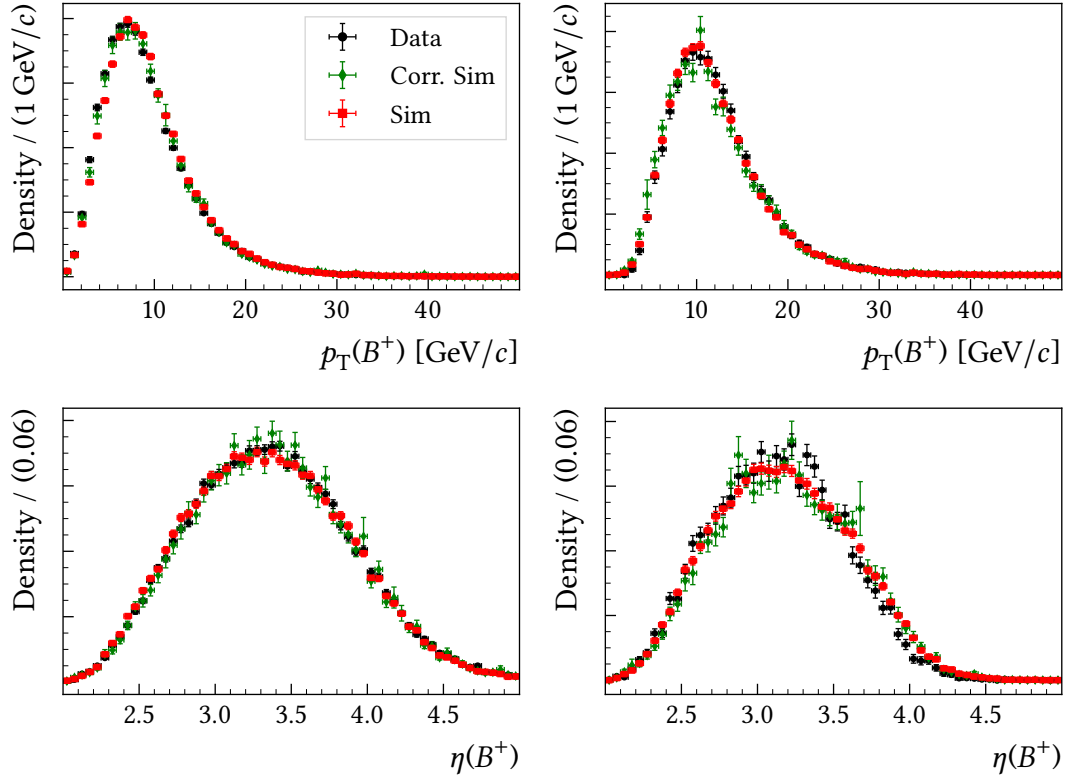 Density / (1 GeV/c)
Data
Corr. Sim
Sim
10 20 30 40
p_T(B⁺) [GeV/c]
Density / (1 GeV/c)
10 20 30 40
p_T(B⁺) [GeV/c]
Density / (0.06)
2.5 3.0 3.5 4.0 4.5
η(B⁺)
Density / (0.06)
2.5 3.0 3.5 4.0 4.5
η(B⁺)